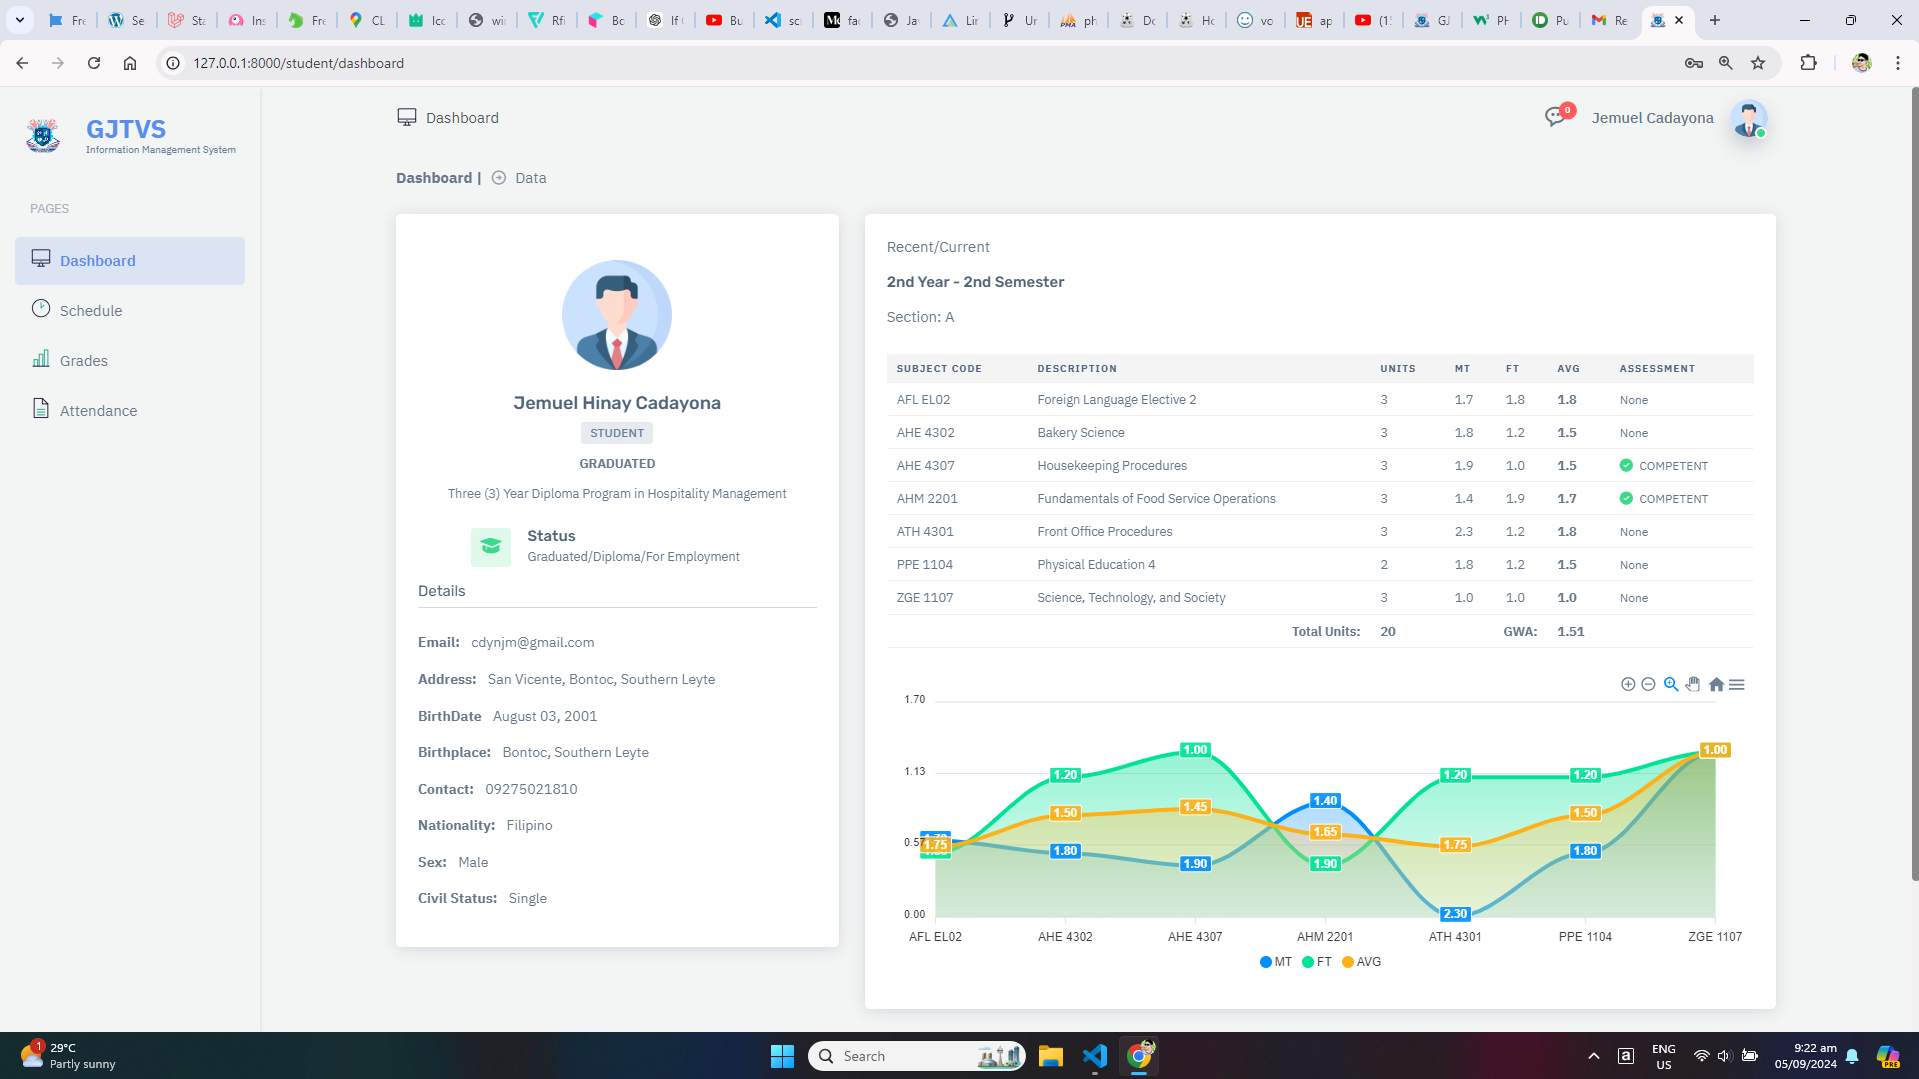 Fre
Se
Sta
Ins
Fre
CL
Ico
wir
Rfi
Bo
If (
Bu
sc
fac
Jav
Lir
Ur
ph
Do
Ho
vo
ap
(1
GJ
PH
Pu
Re
127.0.0.1:8000/student/dashboard
GJTVS
Information Management System
PAGES
Dashboard
Schedule
Grades
Attendance
Dashboard
0
Jemuel Cadayona
Dashboard | Data
Jemuel Hinay Cadayona
STUDENT
GRADUATED
Three (3) Year Diploma Program in Hospitality Management
Status
Graduated/Diploma/For Employment
Details
Email: cdynjm@gmail.com
Address: San Vicente, Bontoc, Southern Leyte
BirthDate August 03, 2001
Birthplace: Bontoc, Southern Leyte
Contact: 09275021810
Nationality: Filipino
Sex: Male
Civil Status: Single
Recent/Current
2nd Year - 2nd Semester
Section: A
SUBJECT CODE DESCRIPTION UNITS MT FT AVG ASSESSMENT
AFL EL02 Foreign Language Elective 2 3 1.7 1.8 1.8 None
AHE 4302 Bakery Science 3 1.8 1.2 1.5 None
AHE 4307 Housekeeping Procedures 3 1.9 1.0 1.5 COMPETENT
AHM 2201 Fundamentals of Food Service Operations 3 1.4 1.9 1.7 COMPETENT
ATH 4301 Front Office Procedures 3 2.3 1.2 1.8 None
PPE 1104 Physical Education 4 2 1.8 1.2 1.5 None
ZGE 1107 Science, Technology, and Society 3 1.0 1.0 1.0 None
Total Units: 20 GWA: 1.51
1.70
1.13
0.57
0.00
1.75
1.20
1.50
1.80
1.00
1.45
1.90
1.40
1.65
1.90
1.20
1.75
2.30
1.20
1.50
1.80
1.00
AFL EL02 AHE 4302 AHE 4307 AHM 2201 ATH 4301 PPE 1104 ZGE 1107
MT FT AVG
1
29°C
Partly sunny
Search
ENG
US
9:22 am
05/09/2024
PRE